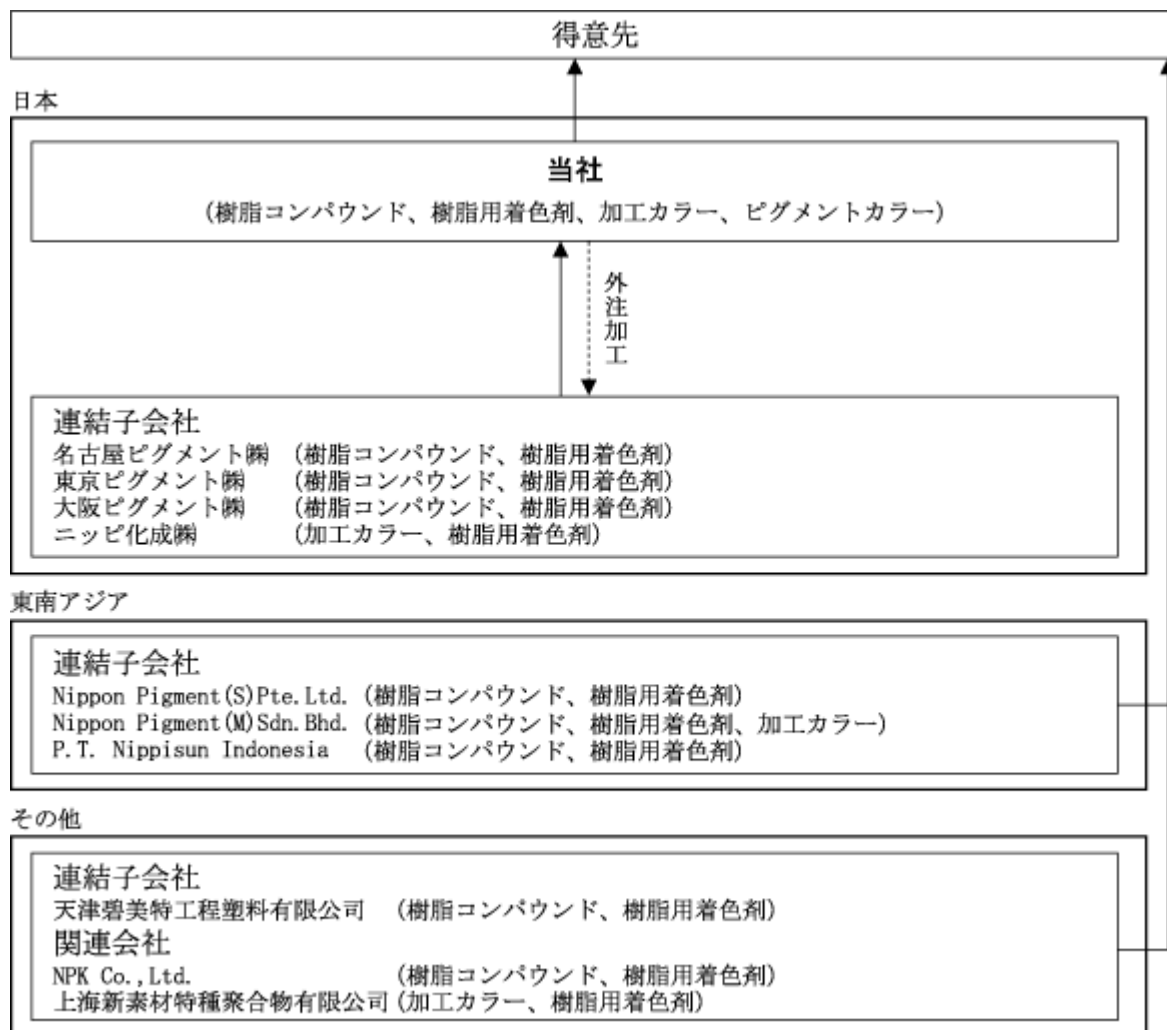 得意先
日本
当社
(樹脂コンパウンド、樹脂用着色剤、加工カラー、ピグメントカラー)
外注加工
連結子会社
名古屋ピグメント㈱ (樹脂コンパウンド、樹脂用着色剤)
東京ピグメント㈱ (樹脂コンパウンド、樹脂用着色剤)
大阪ピグメント㈱ (樹脂コンパウンド、樹脂用着色剤)
ニッピ化成㈱ (加工カラー、樹脂用着色剤)
東南アジア
連結子会社
Nippon Pigment(S)Pte.Ltd. (樹脂コンパウンド、樹脂用着色剤)
Nippon Pigment(M)Sdn.Bhd. (樹脂コンパウンド、樹脂用着色剤、加工カラー)
P.T. Nippisun Indonesia (樹脂コンパウンド、樹脂用着色剤)
その他
連結子会社
天津碧美特工程塑料有限公司 (樹脂コンパウンド、樹脂用着色剤)
関連会社
NPK Co.,Ltd. (樹脂コンパウンド、樹脂用着色剤)
上海新素材特種聚合物有限公司 (加工カラー、樹脂用着色剤)